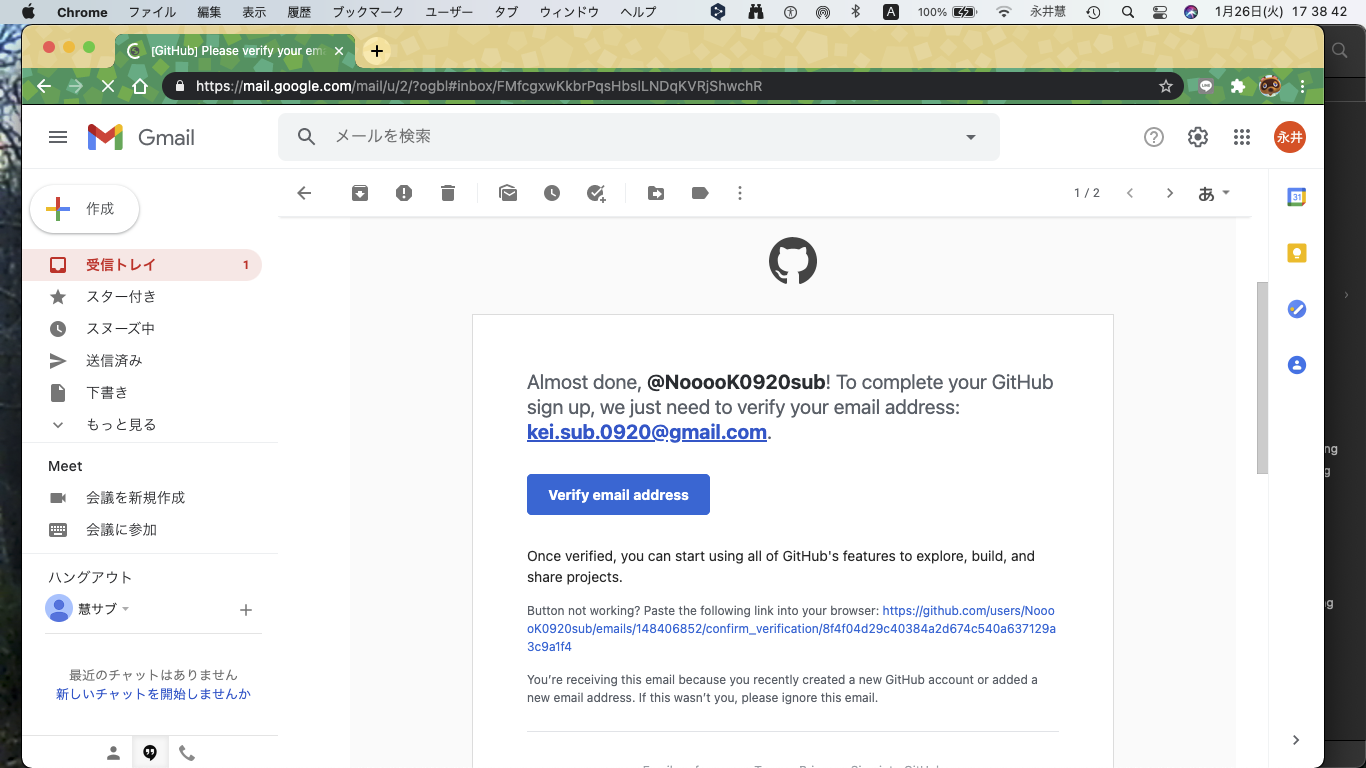 Chrome ファイル 編集 表示 履歴 ブックマーク ユーザー タブ ウィンドウ ヘルプ A 100% 永井慧 1月26日(火) 17 38 42
[GitHub] Please verify your em
https://mail.google.com/mail/u/2/?ogbl#inbox/FMfcgxwKkbrPqsHbslLNDqKVRjShwchR
Gmail
メールを検索
永井
作成
1 / 2
あ
31
受信トレイ 1
スター付き
スヌーズ中
送信済み
下書き
もっと見る
Meet
会議を新規作成
会議に参加
ハングアウト
慧サブ
最近のチャットはありません
新しいチャットを開始しませんか
Almost done, @NooooK0920sub! To complete your GitHub
sign up, we just need to verify your email address:
kei.sub.0920@gmail.com.
Verify email address
Once verified, you can start using all of GitHub's features to explore, build, and
share projects.
Button not working? Paste the following link into your browser: https://github.com/users/Nooo
oK0920sub/emails/148406852/confirm_verification/8f4f04d29c40384a2d674c540a637129a
3c9a1f4
You're receiving this email because you recently created a new GitHub account or added a
new email address. If this wasn't you, please ignore this email.
ng
g
g